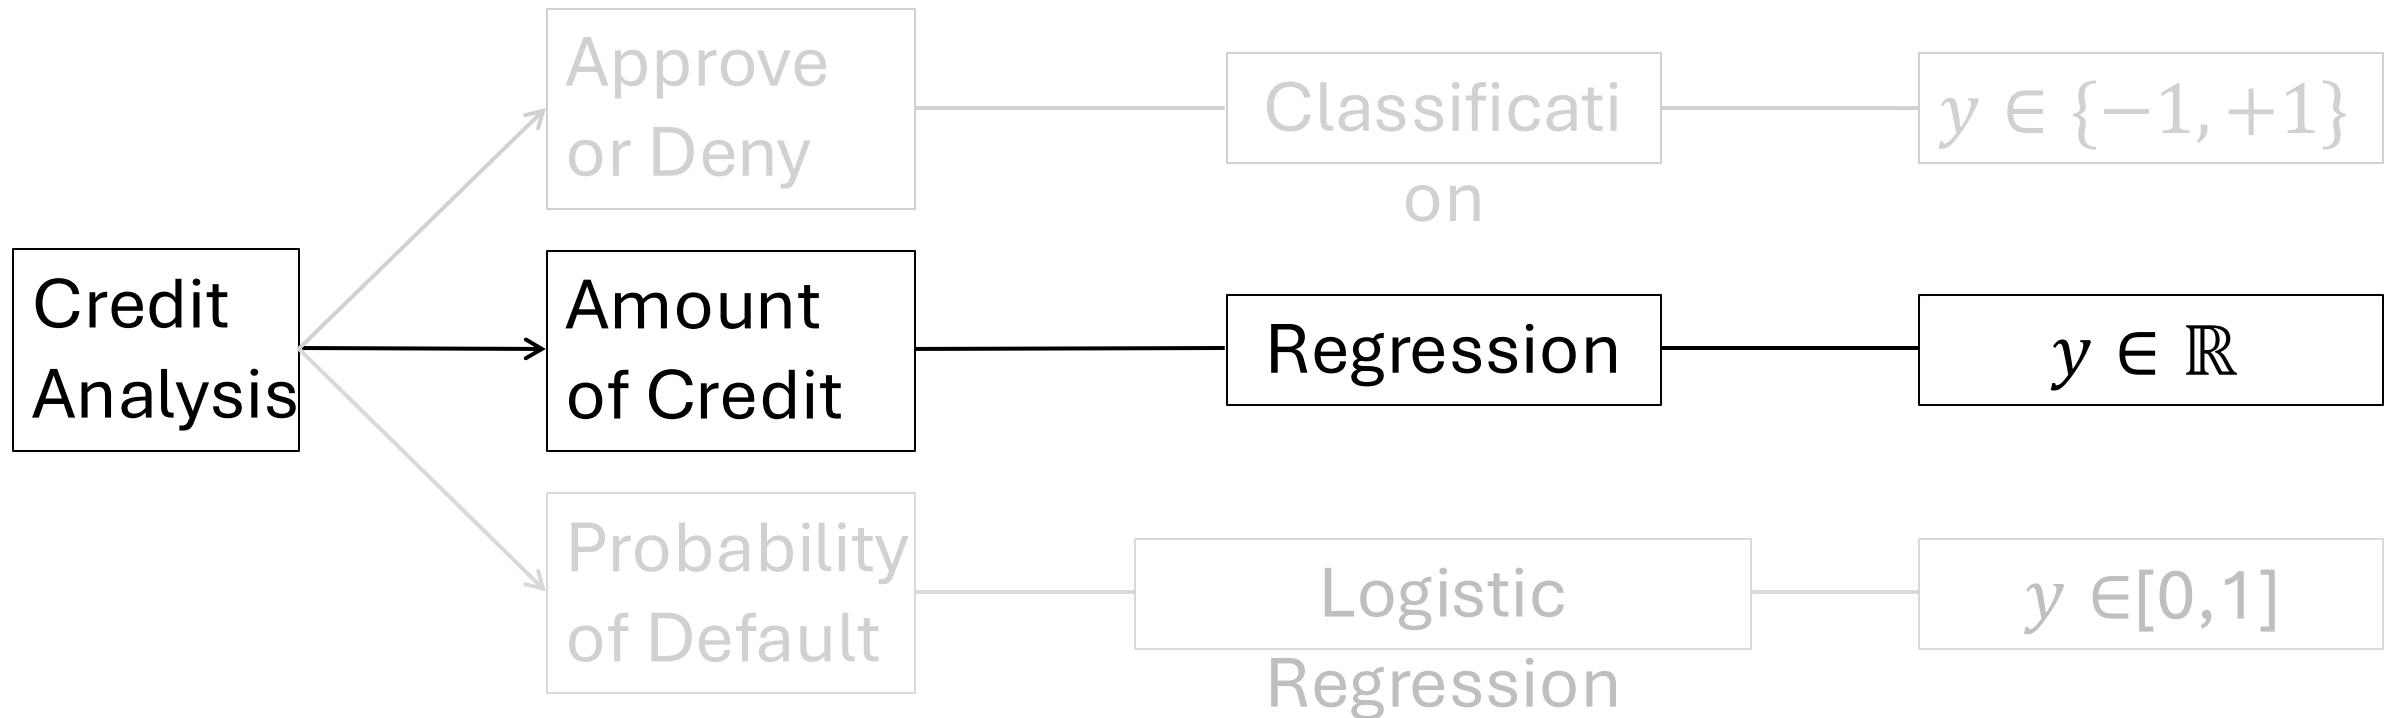 Approve
or Deny
Classificati
on
y ∈ {−1, +1}
Credit
Analysis
Amount
of Credit
Regression
y ∈ ℝ
Probability
of Default
Logistic
Regression
y ∈[0,1]